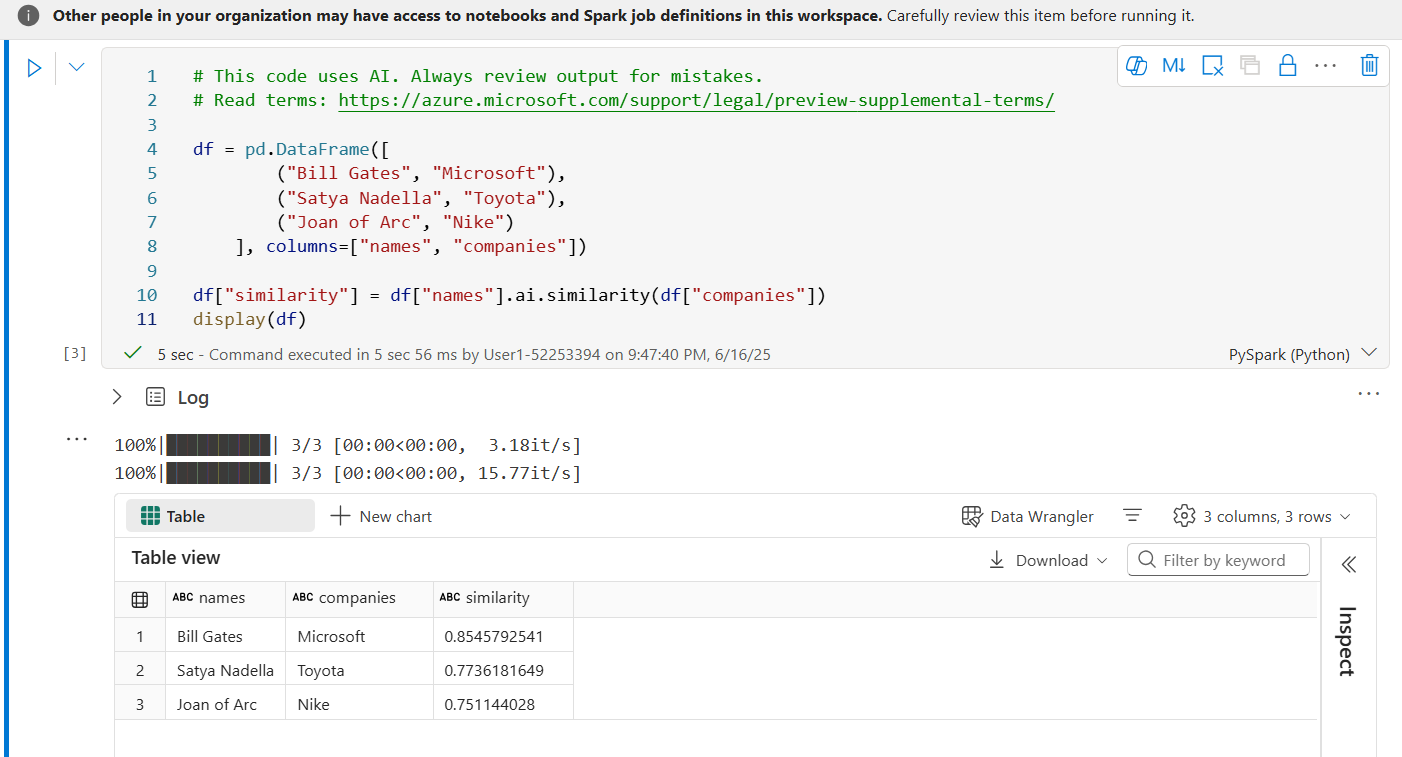 Other people in your organization may have access to notebooks and Spark job definitions in this workspace. Carefully review this item before running it.
M↓
1 # This code uses AI. Always review output for mistakes.
2 # Read terms: https://azure.microsoft.com/support/legal/preview-supplemental-terms/
3
4 df = pd.DataFrame([
5 ("Bill Gates", "Microsoft"),
6 ("Satya Nadella", "Toyota"),
7 ("Joan of Arc", "Nike")
8 ], columns=["names", "companies"])
9
10 df["similarity"] = df["names"].ai.similarity(df["companies"])
11 display(df)
[3] 5 sec - Command executed in 5 sec 56 ms by User1-52253394 on 9:47:40 PM, 6/16/25 PySpark (Python)
Log
100%|██████████| 3/3 [00:00<00:00, 3.18it/s]
100%|██████████| 3/3 [00:00<00:00, 15.77it/s]
Table New chart Data Wrangler 3 columns, 3 rows
Table view Download Filter by keyword
ABC names ABC companies ABC similarity
1 Bill Gates Microsoft 0.8545792541
2 Satya Nadella Toyota 0.7736181649
3 Joan of Arc Nike 0.751144028
Inspect